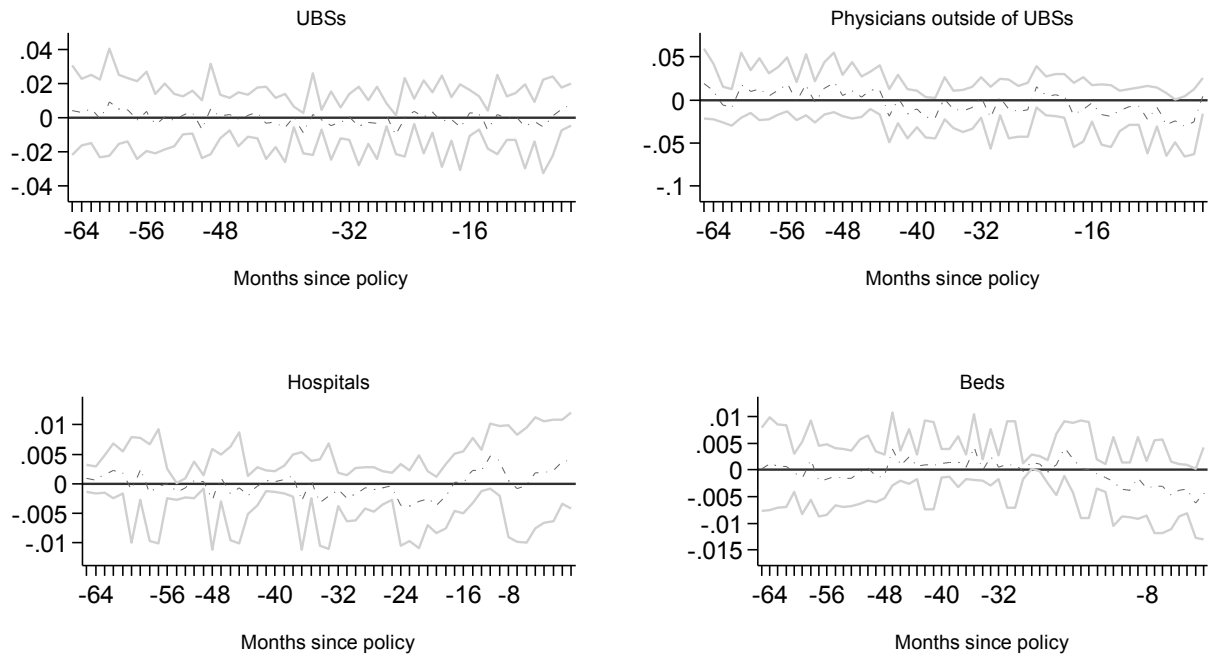 UBSs
.04
.02
0
-.02
-.04
-64 -56 -48 -32 -16
Months since policy
Physicians outside of UBSs
.05
0
-.05
-.1
-64 -56 -48 -40 -32 -16
Months since policy
Hospitals
.01
.005
0
-.005
-.01
-64 -56 -48 -40 -32 -24 -16 -8
Months since policy
Beds
.01
.005
0
-.005
-.01
-.015
-64 -56 -48 -40 -32 -8
Months since policy